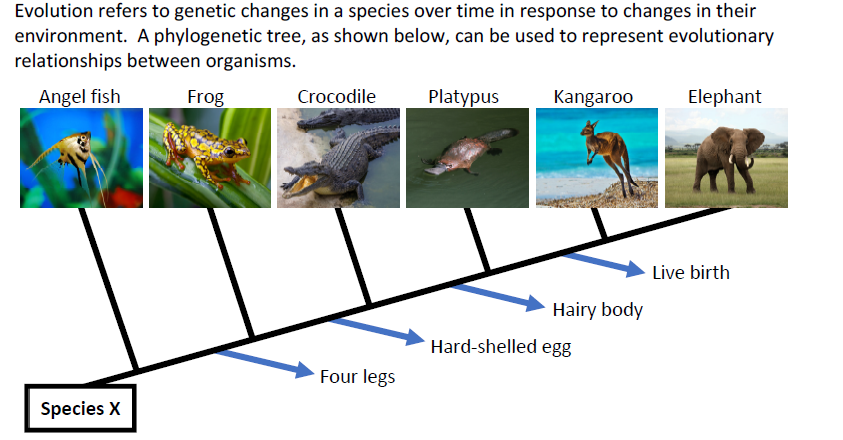 Evolution refers to genetic changes in a species over time in response to changes in their
environment.  A phylogenetic tree, as shown below, can be used to represent evolutionary
relationships between organisms.
Angel fish
Frog
Crocodile
Platypus
Kangaroo
Elephant
Live birth
Hairy body
Hard-shelled egg
Four legs
Species X